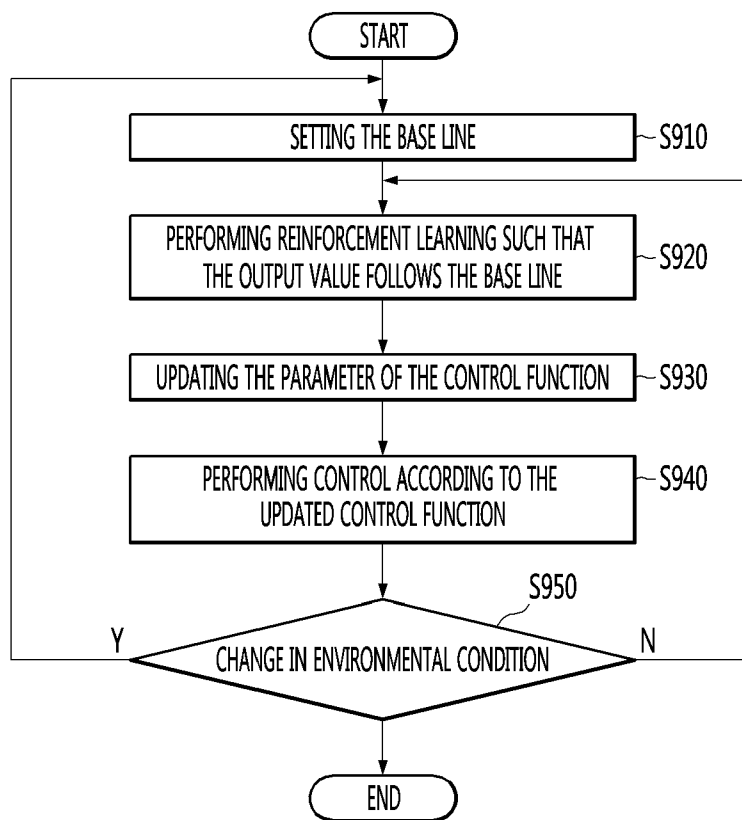 START
SETTING THE BASE LINE
S910
PERFORMING REINFORCEMENT LEARNING SUCH THAT
THE OUTPUT VALUE FOLLOWS THE BASE LINE
S920
UPDATING THE PARAMETER OF THE CONTROL FUNCTION
S930
PERFORMING CONTROL ACCORDING TO THE
UPDATED CONTROL FUNCTION
S940
S950
Y
CHANGE IN ENVIRONMENTAL CONDITION
N
END